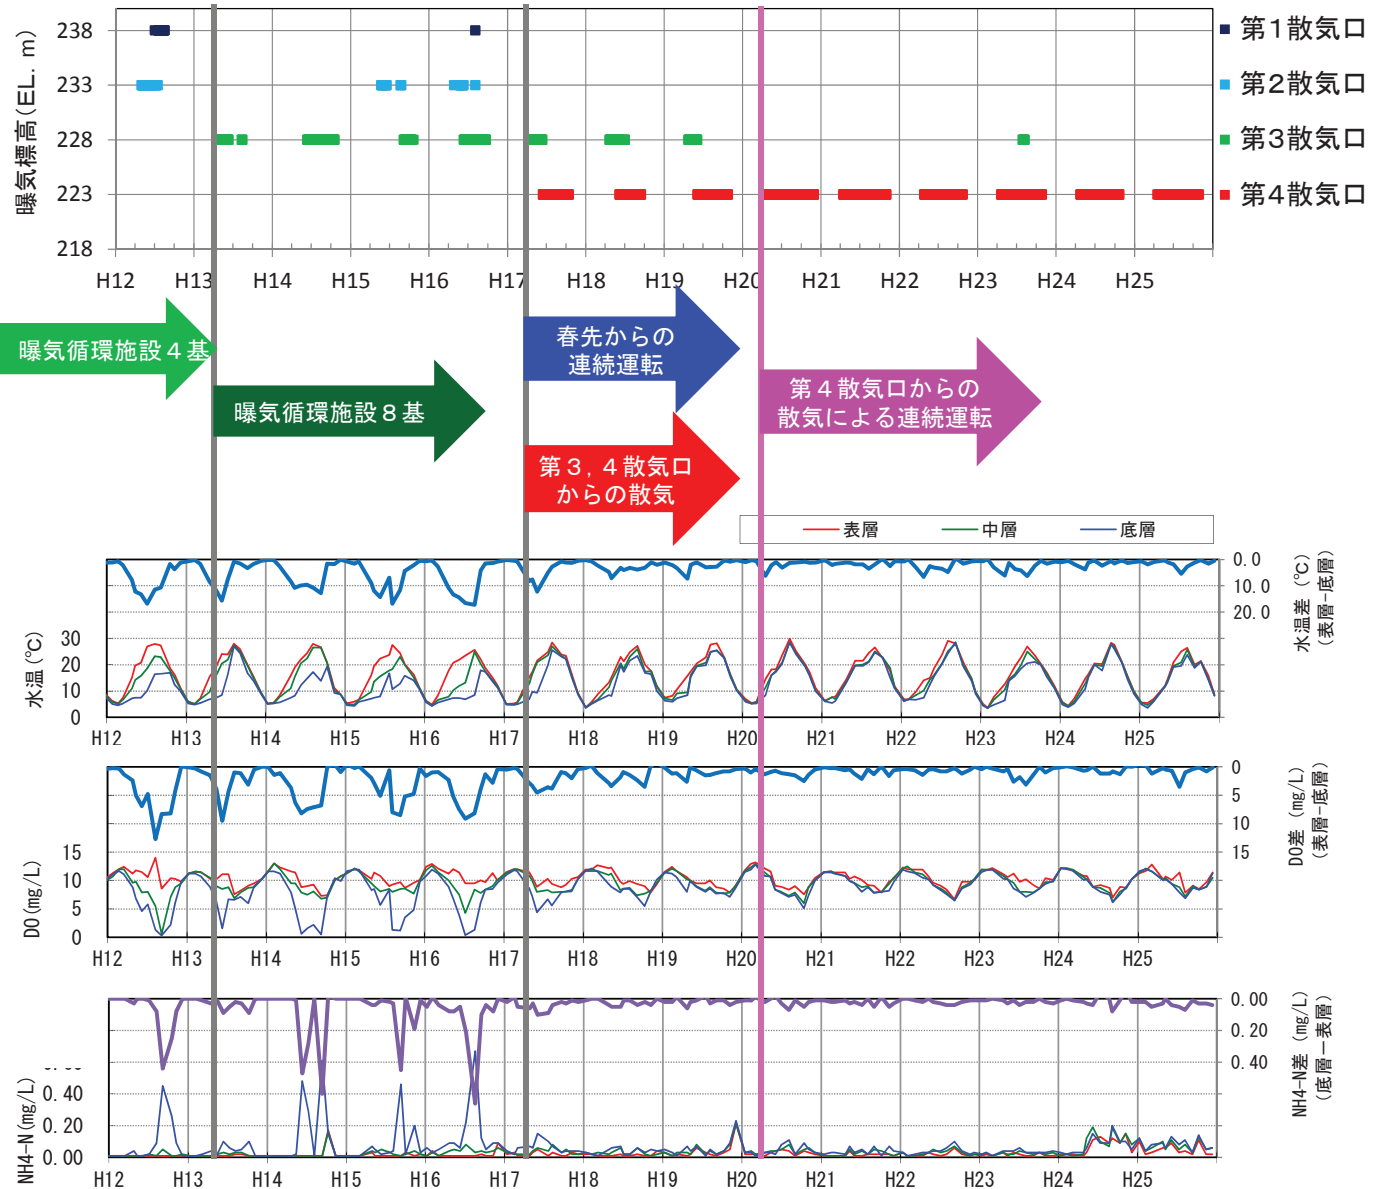 曝気標高(EL. m)
238
233
228
223
218
第1散気口
第2散気口
第3散気口
第4散気口
H12 H13 H14 H15 H16 H17 H18 H19 H20 H21 H22 H23 H24 H25
曝気循環施設４基
曝気循環施設８基
春先からの
連続運転
第３, ４散気口
からの散気
第４散気口からの
散気による連続運転
表層 中層 底層
水温(℃)
30
20
10
0
0.0
10.0
20.0
水温差(℃)
(表層-底層)
H12 H13 H14 H15 H16 H17 H18 H19 H20 H21 H22 H23 H24 H25
DO(mg/L)
15
10
5
0
0
5
10
15
DO差(mg/L)
(表層-底層)
H12 H13 H14 H15 H16 H17 H18 H19 H20 H21 H22 H23 H24 H25
NH4-N(mg/L)
0.40
0.20
0.00
0.00
0.20
0.40
NH4-N差(mg/L)
(底層ー表層)
H12 H13 H14 H15 H16 H17 H18 H19 H20 H21 H22 H23 H24 H25